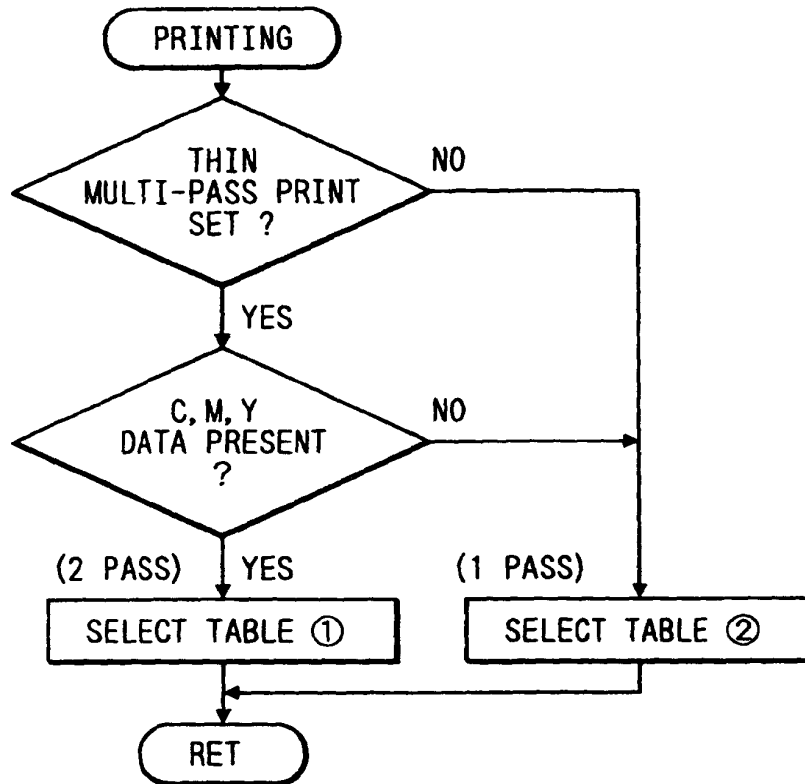 PRINTING
THIN
MULTI-PASS PRINT
SET ?
NO
YES
C, M, Y
DATA PRESENT
?
NO
(2 PASS) YES
(1 PASS)
SELECT TABLE ①
SELECT TABLE ②
RET